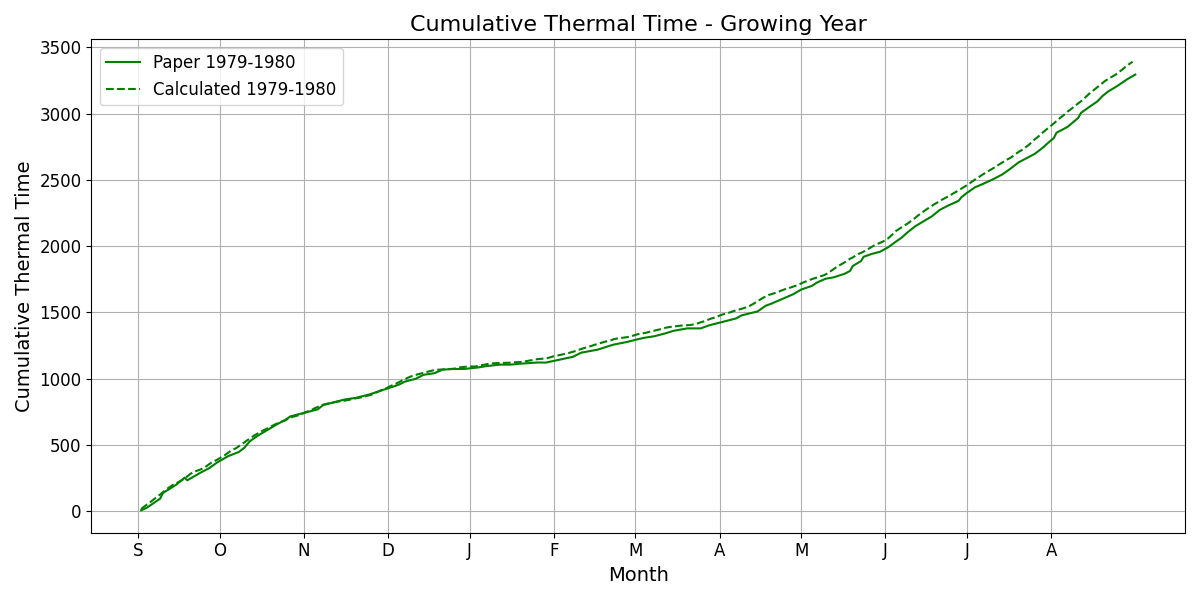 Cumulative Thermal Time - Growing Year
Paper 1979-1980
Calculated 1979-1980
Cumulative Thermal Time
3500
3000
2500
2000
1500
1000
500
0
S O N D J F M A M J J A
Month